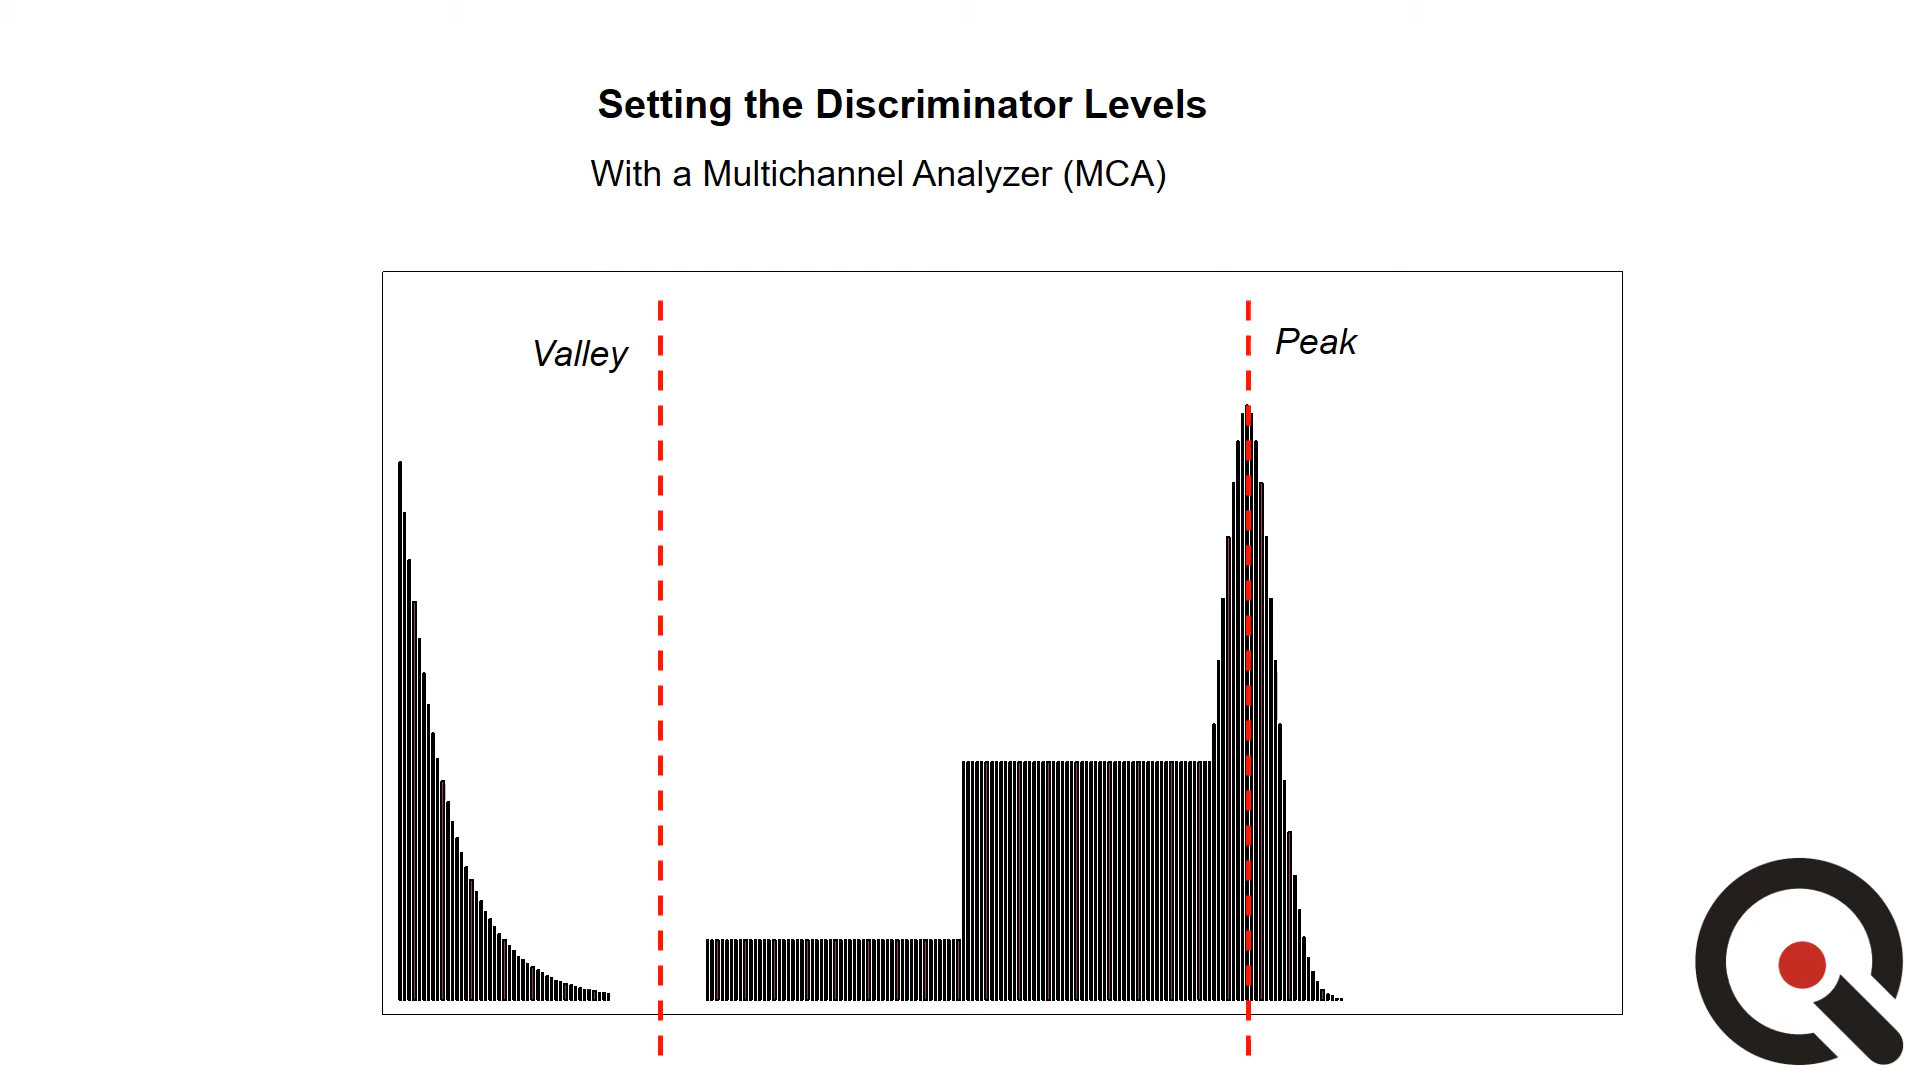 Setting the Discriminator Levels
With a Multichannel Analyzer (MCA)
Valley
Peak